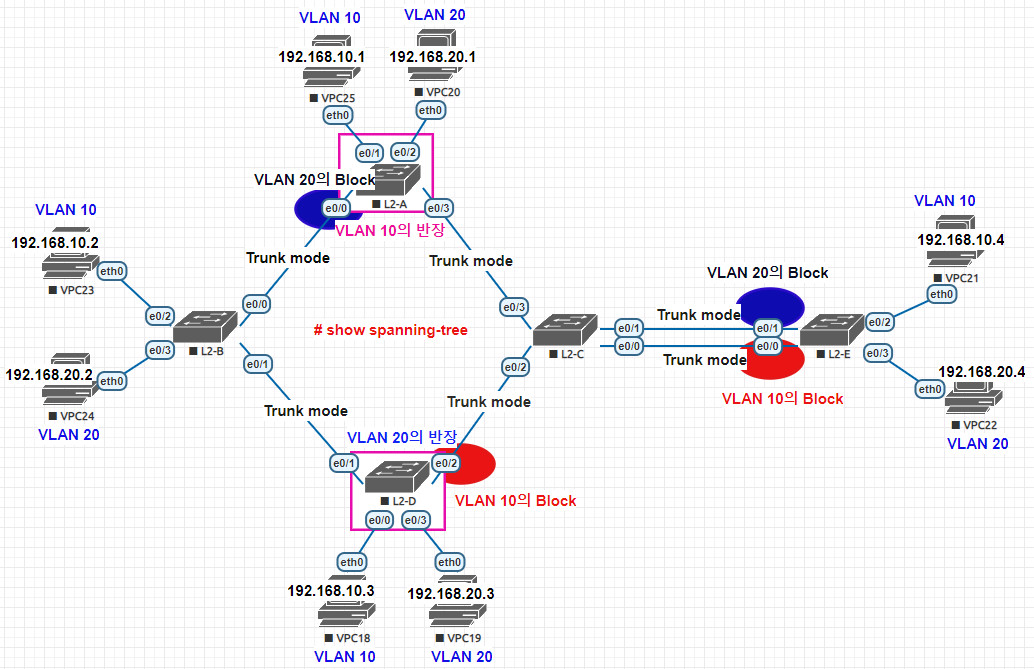 VLAN 10
VLAN 20
192.168.10.1
192.168.20.1
VPC25
VPC20
eth0
eth0
e0/1
e0/2
VLAN 20의 Block
L2-A
e0/0
e0/3
VLAN 10의 반장
VLAN 10
192.168.10.2
VPC23
eth0
Trunk mode
Trunk mode
e0/2
e0/0
e0/3
L2-B
e0/1
192.168.20.2
eth0
VPC24
VLAN 20
# show spanning-tree
e0/3
e0/1
e0/0
L2-C
e0/2
VLAN 20의 Block
Trunk mode
e0/1
e0/0
Trunk mode
VLAN 10의 Block
VLAN 10
192.168.10.4
VPC21
eth0
e0/2
L2-E
e0/3
192.168.20.4
eth0
VPC22
VLAN 20
Trunk mode
Trunk mode
VLAN 20의 반장
e0/1
e0/2
L2-D
VLAN 10의 Block
e0/0
e0/3
eth0
eth0
192.168.10.3
192.168.20.3
VPC18
VPC19
VLAN 10
VLAN 20